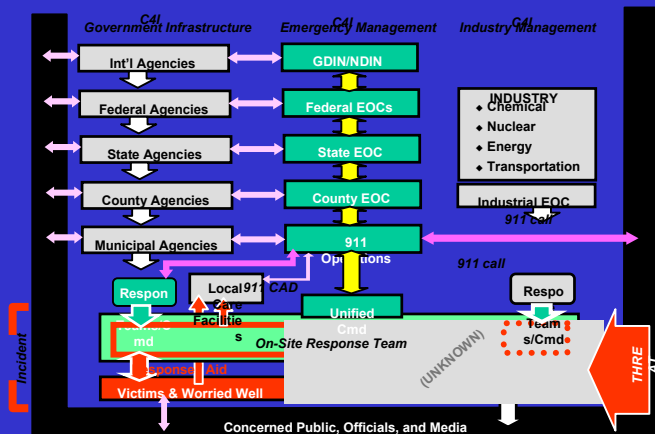 C4I
Government Infrastructure
C4I
Emergency Management
C4I
Industry Management
Int'l Agencies
GDIN/NDIN
Federal Agencies
Federal EOCs
INDUSTRY
◆ Chemical
◆ Nuclear
◆ Energy
◆ Transportation
State Agencies
State EOC
County Agencies
County EOC
Industrial EOC
911 call
Municipal Agencies
911
Operations
911 call
Respon
Local
Care
Facilitie
s
911 CAD
Respo
Unified
Cmd
md
Team
s/Cmd
On-Site Response Team
(UNKNOWN)
Incident
THRE
AT
Aid
Victims & Worried Well
Concerned Public, Officials, and Media